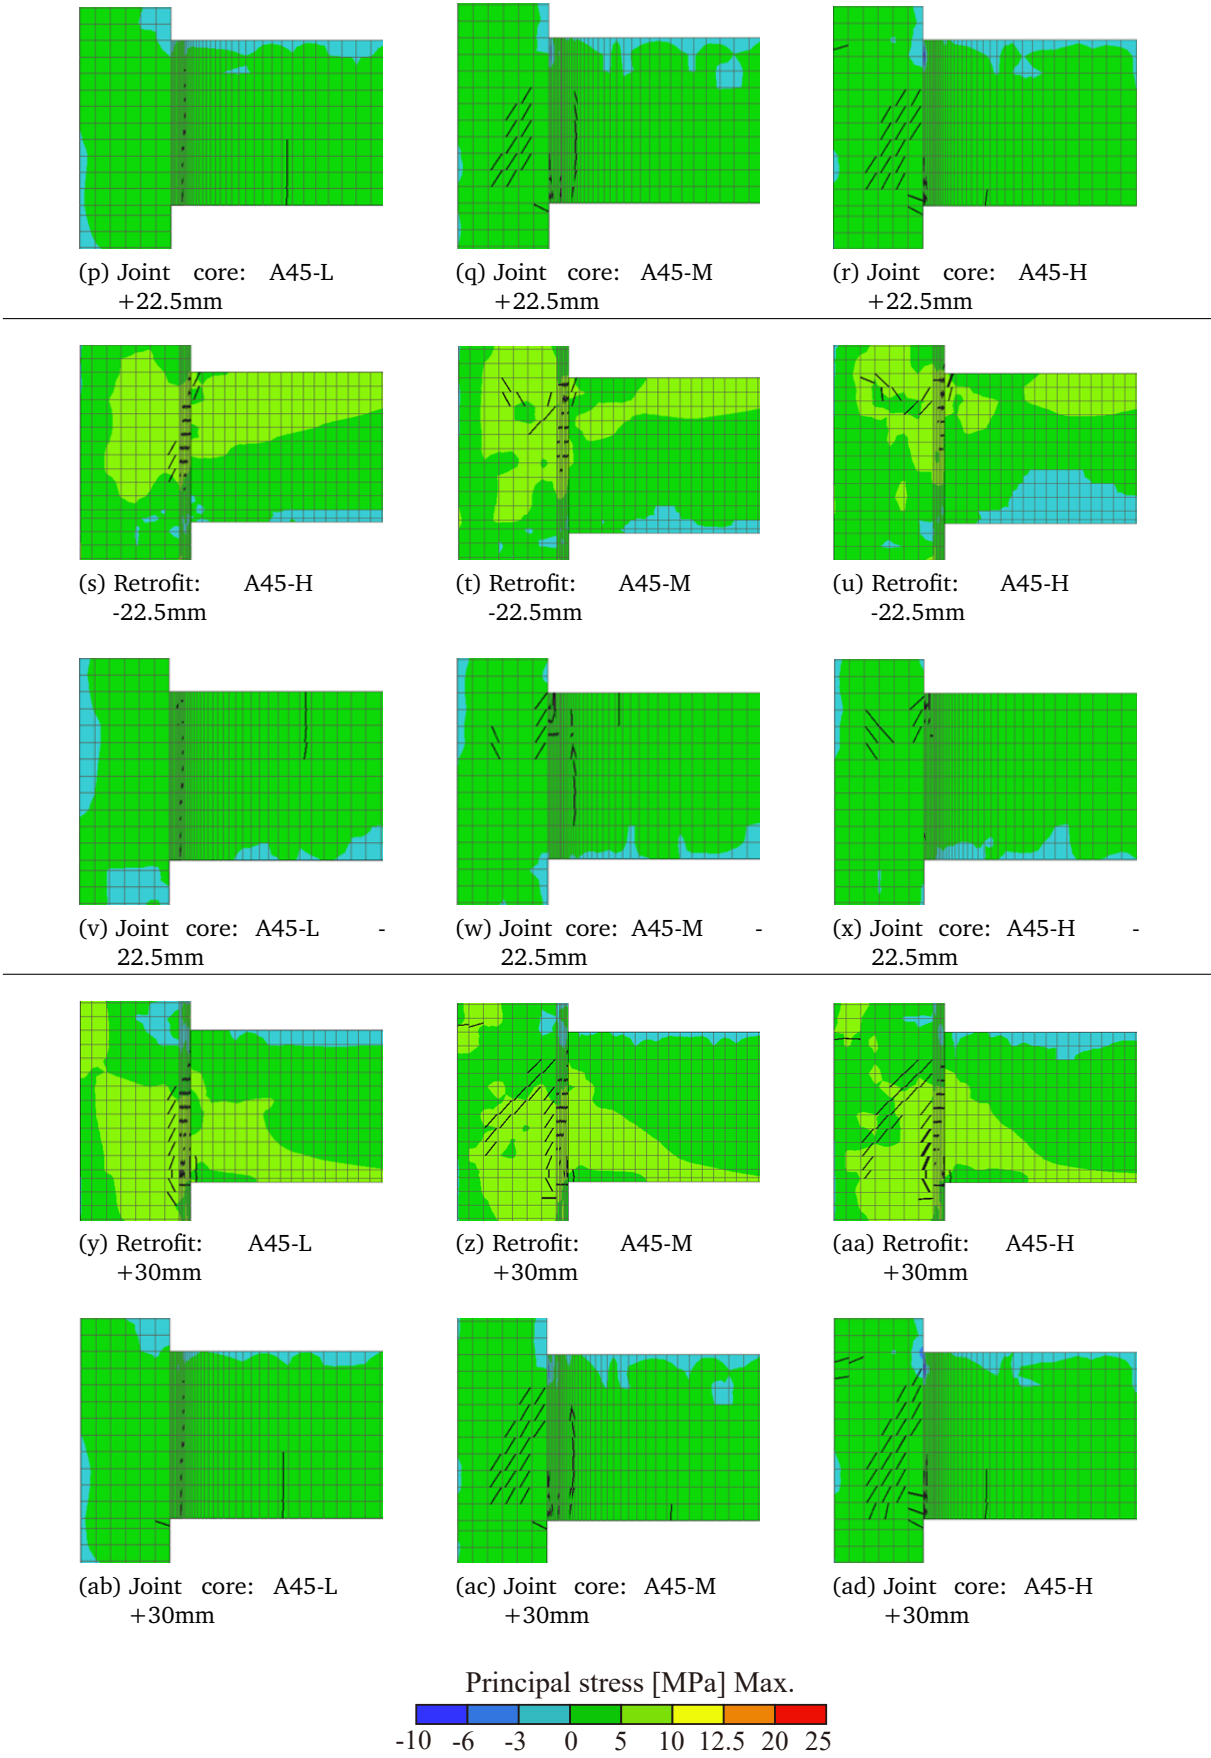 (p) Joint core: A45-L
+22.5mm
(q) Joint core: A45-M
+22.5mm
(r) Joint core: A45-H
+22.5mm
(s) Retrofit: A45-H
-22.5mm
(t) Retrofit: A45-M
-22.5mm
(u) Retrofit: A45-H
-22.5mm
(v) Joint core: A45-L -
22.5mm
(w) Joint core: A45-M -
22.5mm
(x) Joint core: A45-H -
22.5mm
(y) Retrofit: A45-L
+30mm
(z) Retrofit: A45-M
+30mm
(aa) Retrofit: A45-H
+30mm
(ab) Joint core: A45-L
+30mm
(ac) Joint core: A45-M
+30mm
(ad) Joint core: A45-H
+30mm
Principal stress [MPa] Max.
-10 -6 -3 0 5 10 12.5 20 25